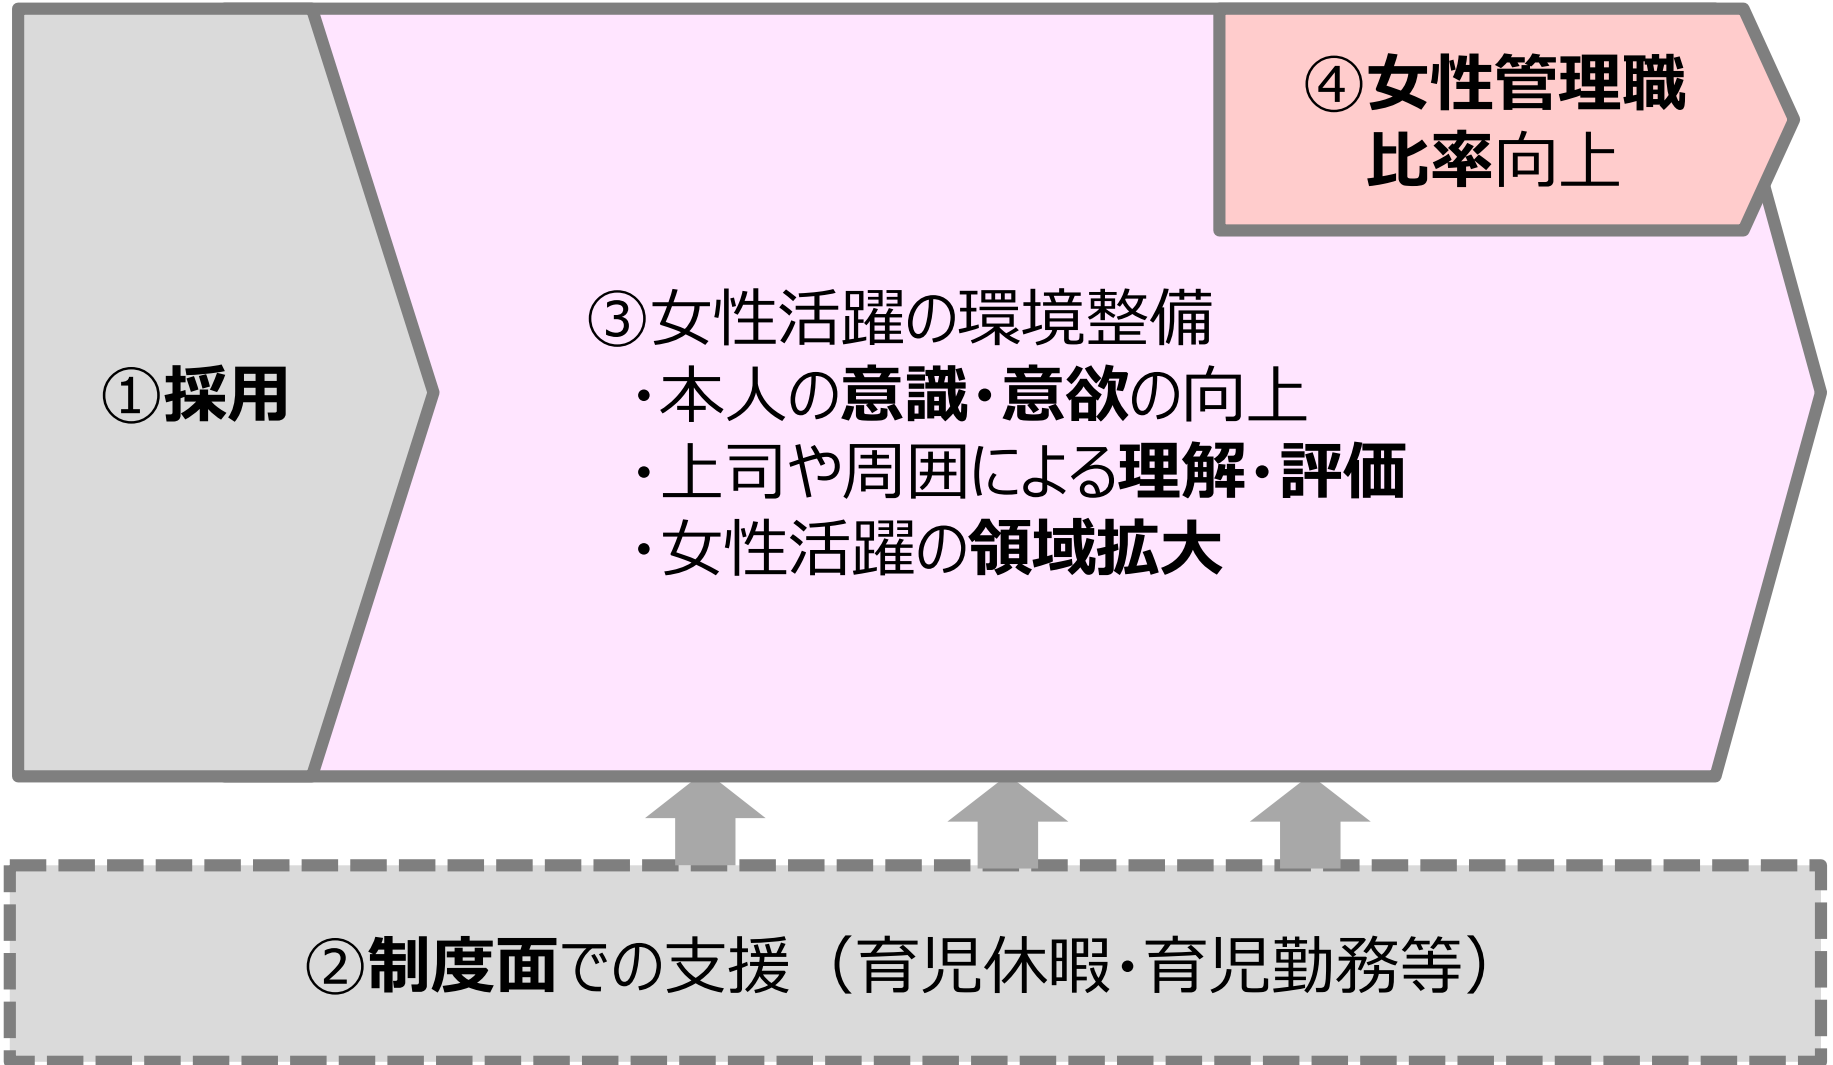 ①採用
④女性管理職
比率向上
③女性活躍の環境整備
・本人の意識・意欲の向上
・上司や周囲による理解・評価
・女性活躍の領域拡大
②制度面での支援（育児休暇・育児勤務等）